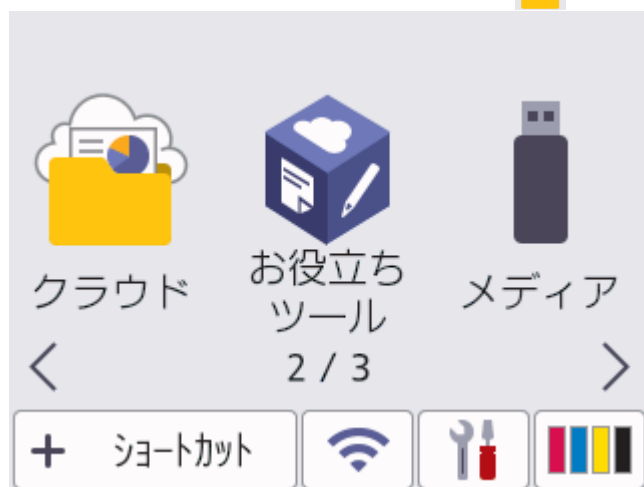 クラウド
お役立ち
ツール
メディア
2 / 3
ショートカット